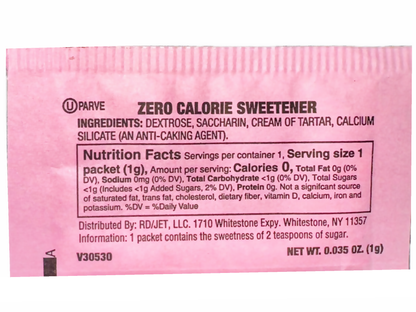 Ⓤ PARVE
ZERO CALORIE SWEETENER
INGREDIENTS: DEXTROSE, SACCHARIN, CREAM OF TARTAR, CALCIUM
SILICATE (AN ANTI-CAKING AGENT).
Nutrition Facts Servings per container 1, Serving size 1
packet (1g), Amount per serving: Calories 0, Total Fat 0g (0%
DV), Sodium 0mg (0% DV), Total Carbohydrate <1g (0% DV), Total Sugars
<1g (Includes <1g Added Sugars, 2% DV), Protein 0g. Not a signifcant source
of saturated fat, trans fat, cholesterol, dietary fiber, vitamin D, calcium, iron and
potassium. %DV = %Daily Value
Distributed By: RD/JET, LLC. 1710 Whitestone Expy. Whitestone, NY 11357
Information: 1 packet contains the sweetness of 2 teaspoons of sugar.
V30530
NET WT. 0.035 OZ. (1g)
A